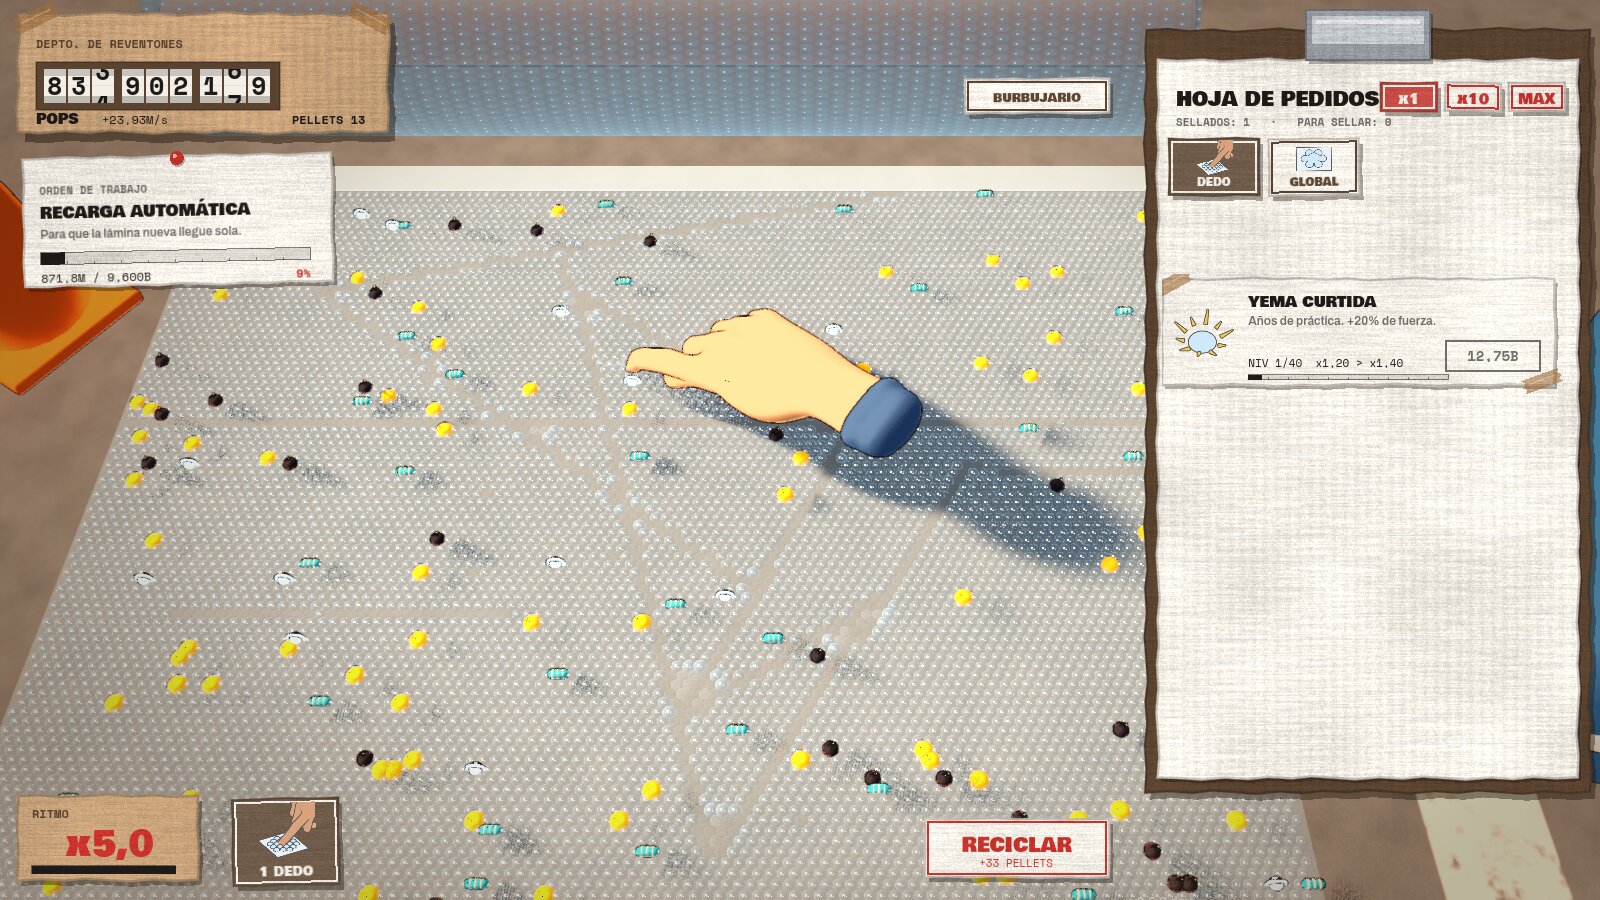 DEPTO. DE REVENTONES
POPS +23,93M/s PELLETS 13
ORDEN DE TRABAJO
RECARGA AUTOMÁTICA
Para que la lámina nueva llegue sola.
871.8M / 9.600B 9%
BURBUJARIO
HOJA DE PEDIDOS x1 x10 MAX
SELLADOS: 1 · PARA SELLAR: 0
DEDO GLOBAL
YEMA CURTIDA
Años de práctica. +20% de fuerza.
NIV 1/40 x1,20 > x1,40 12,75B
RITMO
x5,0
1 DEDO
RECICLAR
+33 PELLETS